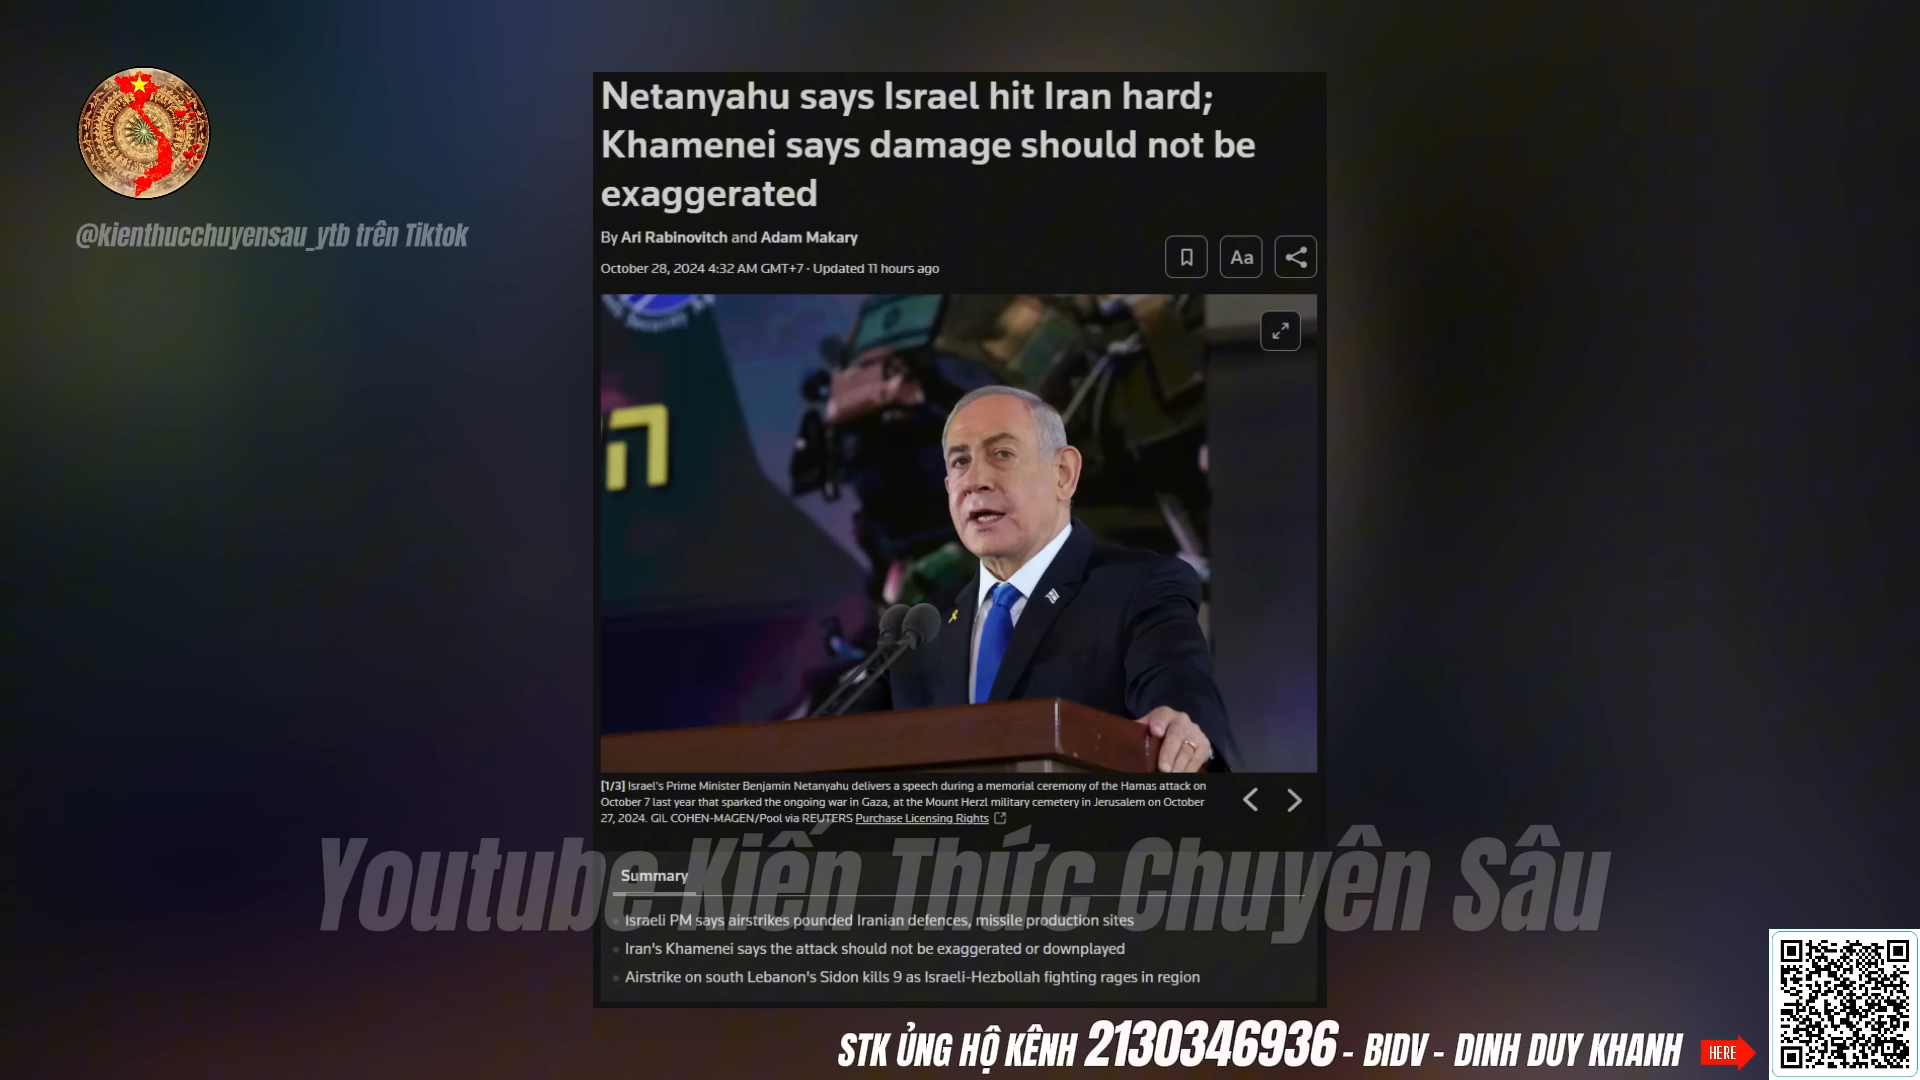 Netanyahu says Israel hit Iran hard;
Khamenei says damage should not be
exaggerated
@kienthucchuyensau_ytb trên Tiktok
By Ari Rabinovitch and Adam Makary
October 28, 2024 4:32 AM GMT+7 · Updated 11 hours ago
Aa
ה
[1/3] Israel's Prime Minister Benjamin Netanyahu delivers a speech during a memorial ceremony of the Hamas attack on
October 7 last year that sparked the ongoing war in Gaza, at the Mount Herzl military cemetery in Jerusalem on October
27, 2024. GIL COHEN-MAGEN/Pool via REUTERS Purchase Licensing Rights
Youtube Kiến Thức Chuyên Sâu
Summary
Israeli PM says airstrikes pounded Iranian defences, missile production sites
Iran's Khamenei says the attack should not be exaggerated or downplayed
Airstrike on south Lebanon's Sidon kills 9 as Israeli-Hezbollah fighting rages in region
STK ỦNG HỘ KÊNH 2130346936 - BIDV - DINH DUY KHANH
HERE